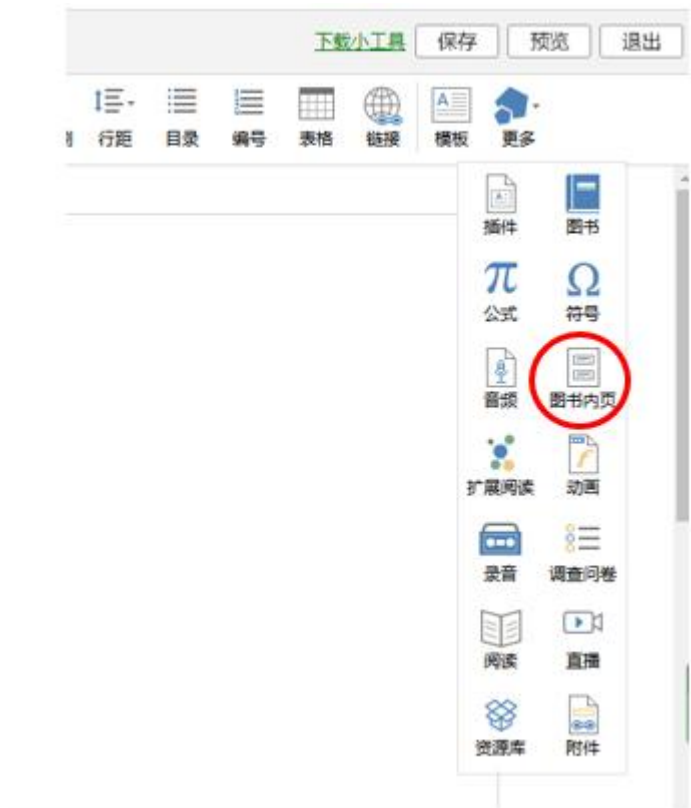 下载小工具 保存 预览 退出
行距 目录 编号 表格 链接 模板 更多
插件 图书
公式 符号
音频 图书内页
扩展阅读 动画
录音 调查问卷
阅读 直播
资源库 附件